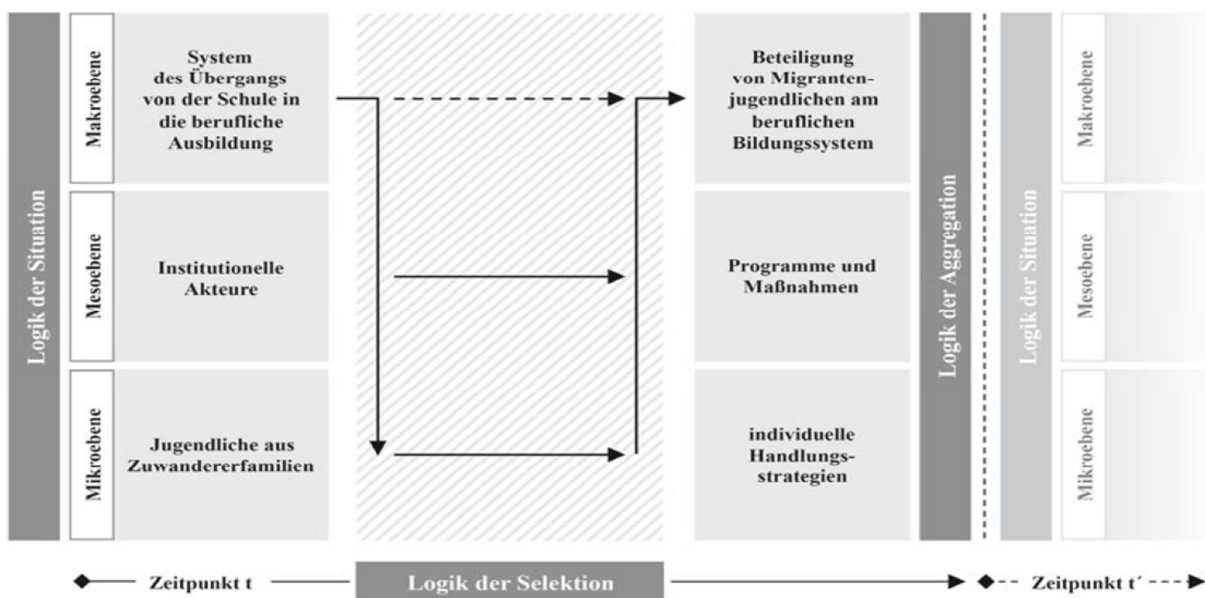 Logik der Situation
Makroebene
System
des Übergangs
von der Schule in
die berufliche
Ausbildung
Beteiligung
von Migranten-
jugendlichen am
beruflichen
Bildungssystem
Makroebene
Mesoebene
Institutionelle
Akteure
Programme und
Maßnahmen
Logik der Aggregation
Logik der Situation
Mesoebene
Mikroebene
Jugendliche aus
Zuwandererfamilien
individuelle
Handlungs-
strategien
Mikroebene
Zeitpunkt t
Logik der Selektion
Zeitpunkt t´